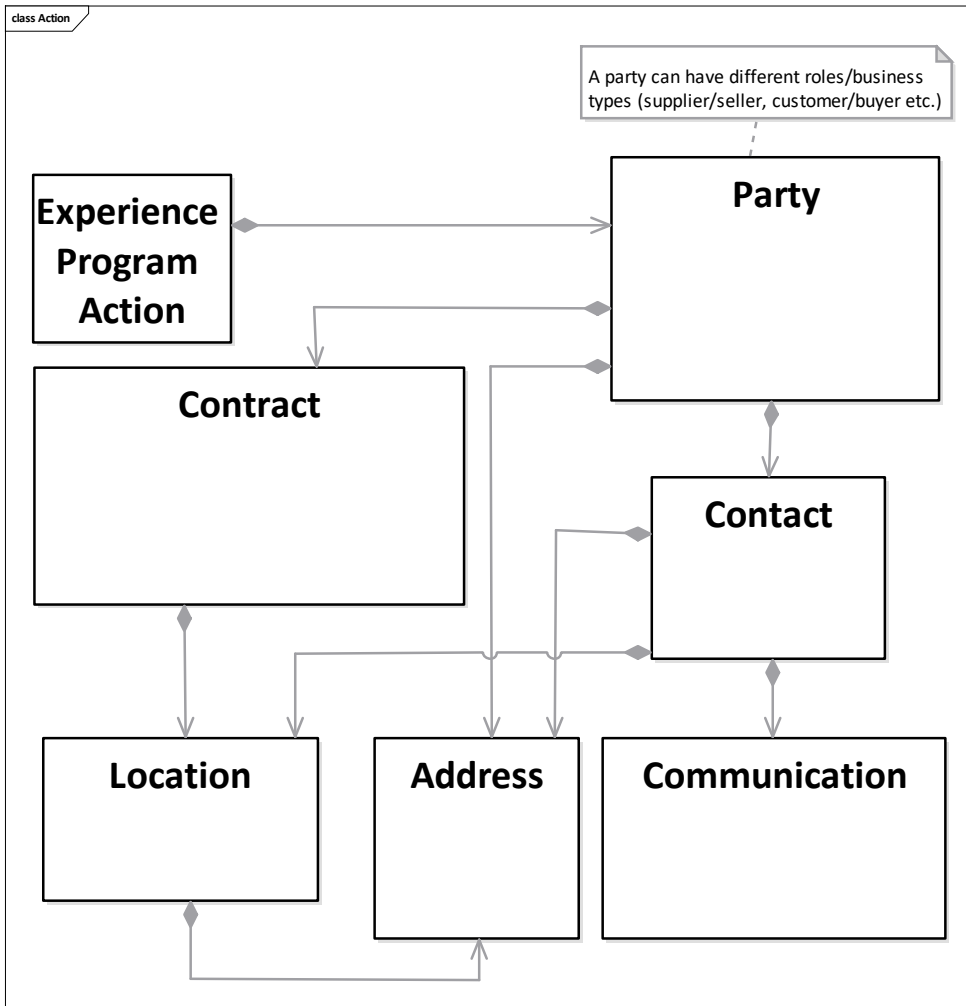 class Action
A party can have different roles/business
types (supplier/seller, customer/buyer etc.)
Party
Experience
Program
Action
Contract
Contact
Location
Address
Communication